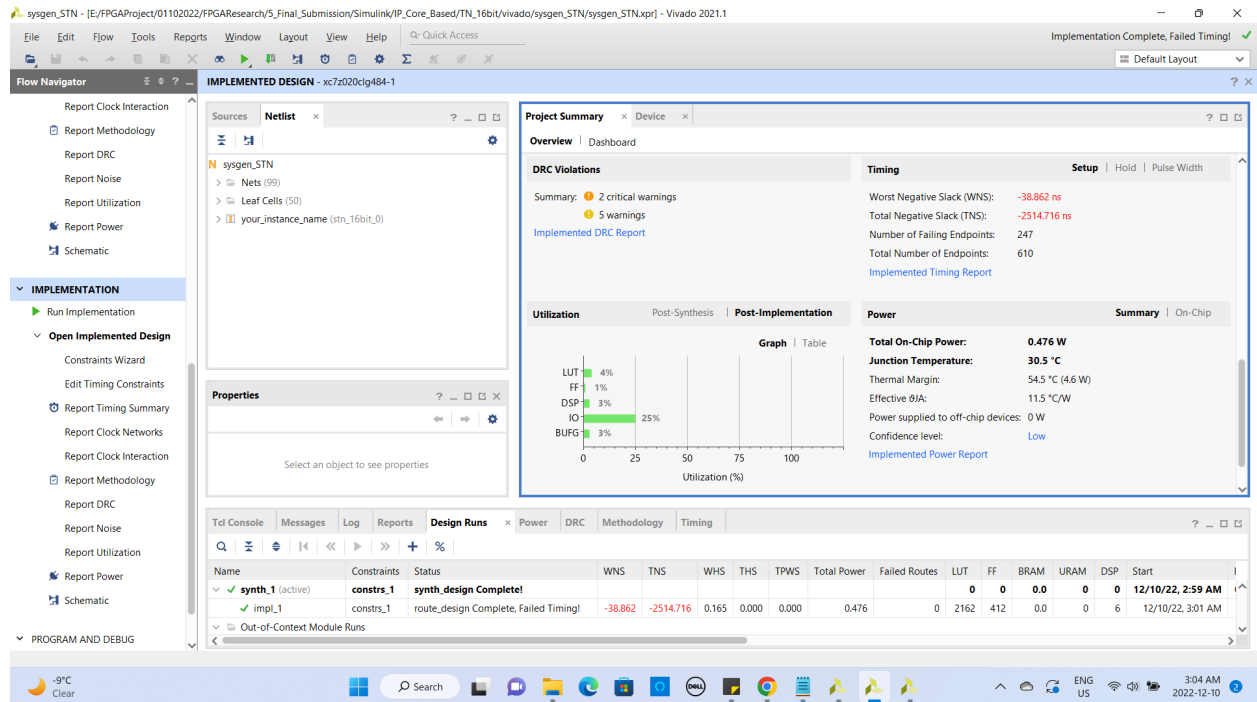 sysgen_STN - [E:/FPGAProject/01102022/FPGAResearch/5_Final_Submission/Simulink/IP_Core_Based/TN_16bit/vivado/sysgen_STN/sysgen_STN.xpr] - Vivado 2021.1
File Edit Flow Tools Reports Window Layout View Help Q- Quick Access
Implementation Complete, Failed Timing!
Default Layout
Flow Navigator
IMPLEMENTED DESIGN - xc7z020clg484-1
Report Clock Interaction
Report Methodology
Report DRC
Report Noise
Report Utilization
Report Power
Schematic
IMPLEMENTATION
Run Implementation
Open Implemented Design
Constraints Wizard
Edit Timing Constraints
Report Timing Summary
Report Clock Networks
Report Clock Interaction
Report Methodology
Report DRC
Report Noise
Report Utilization
Report Power
Schematic
PROGRAM AND DEBUG
Sources Netlist
N sysgen_STN
Nets (99)
Leaf Cells (50)
your_instance_name (stn_16bit_0)
Properties
Select an object to see properties
Project Summary Device
Overview | Dashboard
DRC Violations
Summary: 2 critical warnings
5 warnings
Implemented DRC Report
Timing Setup | Hold | Pulse Width
Worst Negative Slack (WNS): -38.862 ns
Total Negative Slack (TNS): -2514.716 ns
Number of Failing Endpoints: 247
Total Number of Endpoints: 610
Implemented Timing Report
Utilization Post-Synthesis | Post-Implementation
Graph | Table
LUT 4%
FF 1%
DSP 3%
IO 25%
BUFG 3%
0 25 50 75 100
Utilization (%)
Power Summary | On-Chip
Total On-Chip Power: 0.476 W
Junction Temperature: 30.5 °C
Thermal Margin: 54.5 °C (4.6 W)
Effective ϑJA: 11.5 °C/W
Power supplied to off-chip devices: 0 W
Confidence level: Low
Implemented Power Report
Tcl Console Messages Log Reports Design Runs Power DRC Methodology Timing
Name Constraints Status WNS TNS WHS THS TPWS Total Power Failed Routes LUT FF BRAM URAM DSP Start
synth_1 (active) constrs_1 synth_design Complete! 0 0 0.0 0 0 12/10/22, 2:59 AM
impl_1 constrs_1 route_design Complete, Failed Timing! -38.862 -2514.716 0.165 0.000 0.000 0.476 0 2162 412 0.0 0 6 12/10/22, 3:01 AM
Out-of-Context Module Runs
-9°C
Clear
Search
DELL
ENG
US
3:04 AM
2022-12-10
2